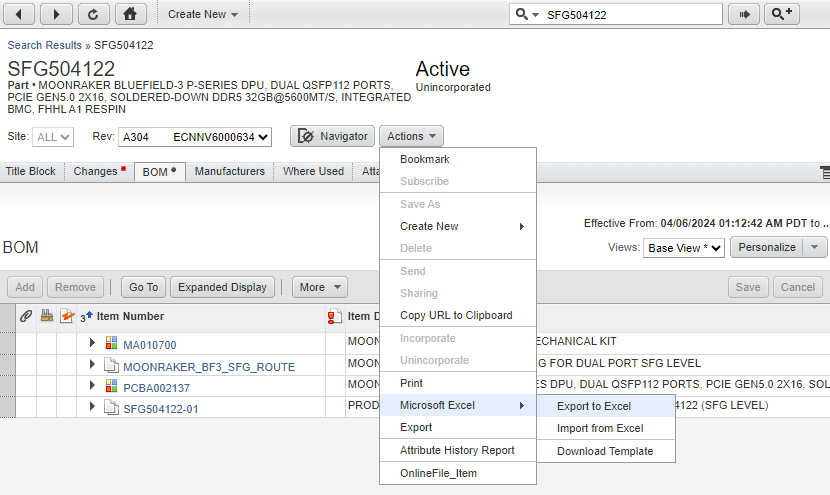 Create New
SFG504122
Search Results » SFG504122
SFG504122
Active
Part • MOONRAKER BLUEFIELD-3 P-SERIES DPU, DUAL QSFP112 PORTS,
PCIE GEN5.0 2X16, SOLDERED-DOWN DDR5 32GB@5600MT/S, INTEGRATED
BMC, FHHL A1 RESPIN
Unincorporated
Site: ALL Rev: A304 ECNNV6000634 Navigator Actions
Title Block Changes BOM Manufacturers Where Used Atta
Bookmark
Subscribe
Save As
Create New
Delete
Send
Sharing
Copy URL to Clipboard
Incorporate
Unincorporate
Print
Microsoft Excel
Export
Attribute History Report
OnlineFile_Item
Export to Excel
Import from Excel
Download Template
Effective From: 04/06/2024 01:12:42 AM PDT to ..
BOM
Views: Base View * Personalize
Add Remove Go To Expanded Display More Save Cancel
3 Item Number Item D
MA010700 MOON ECHANICAL KIT
MOONRAKER_BF3_SFG_ROUTE MOON NG FOR DUAL PORT SFG LEVEL
PCBA002137 MOON ES DPU, DUAL QSFP112 PORTS, PCIE GEN5.0 2X16, SOL
SFG504122-01 PROD 4122 (SFG LEVEL)